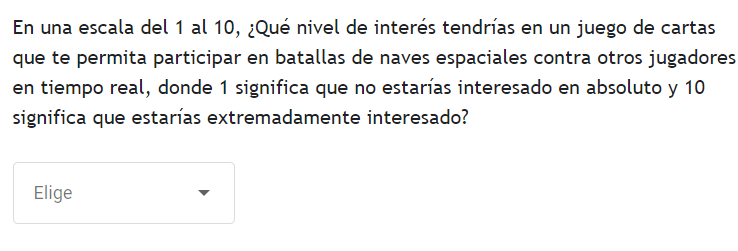 En una escala del 1 al 10, ¿Qué nivel de interés tendrías en un juego de cartas
que te permita participar en batallas de naves espaciales contra otros jugadores
en tiempo real, donde 1 significa que no estarías interesado en absoluto y 10
significa que estarías extremadamente interesado?
Elige